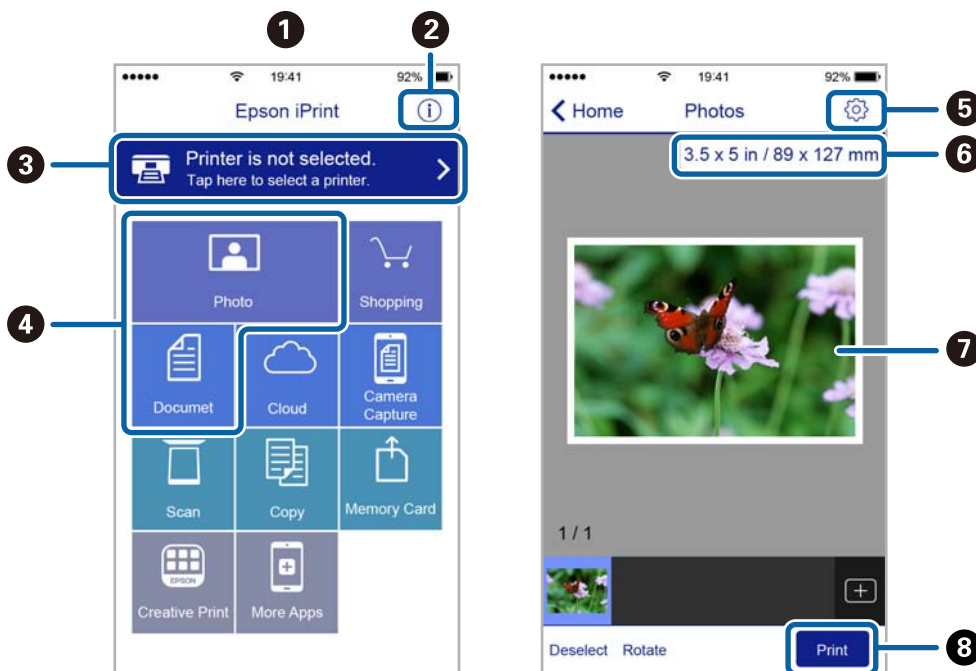 1
2
19:41
92%
Epson iPrint
i
3
Printer is not selected.
Tap here to select a printer.
4
Photo
Shopping
Documet
Cloud
Camera
Capture
Scan
Copy
Memory Card
EPSON
Creative Print
More Apps
19:41
92%
Home
Photos
5
3.5 x 5 in / 89 x 127 mm
6
7
1 / 1
Deselect
Rotate
Print
8